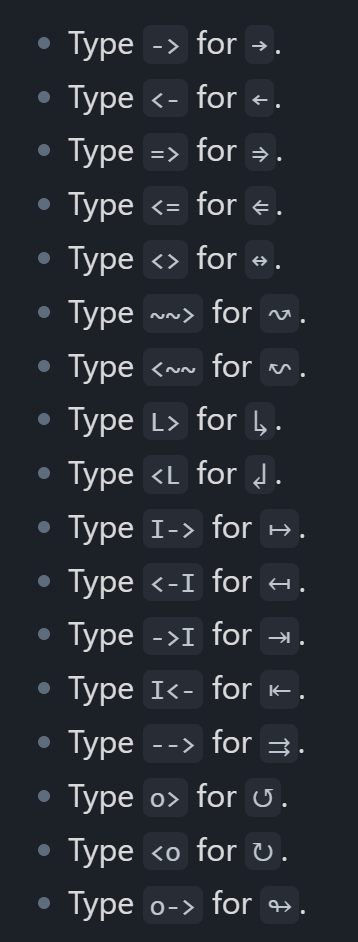 Type -> for →.
Type <- for ←.
Type => for ⇒.
Type <= for ⇐.
Type <> for ↔.
Type ~~> for ↝.
Type <~~ for ↜.
Type L> for ↳.
Type <L for ↲.
Type I-> for ↦.
Type <-I for ↤.
Type ->I for ⇥.
Type I<- for ⇤.
Type --> for ⇉.
Type o> for ↺.
Type <o for ↻.
Type o-> for ↬.